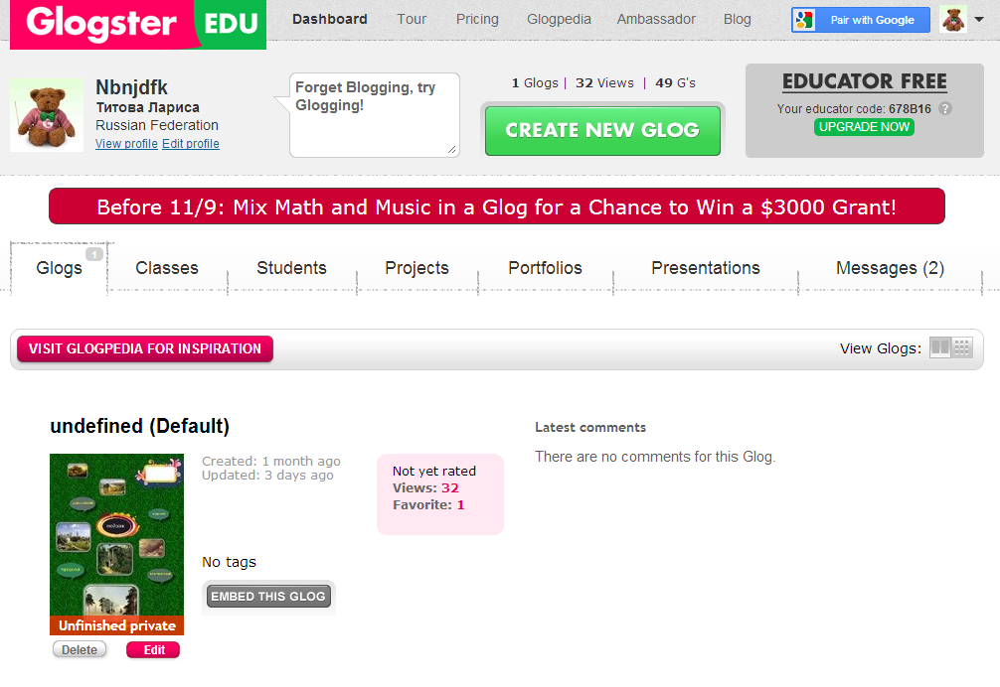 Glogster EDU
Dashboard Tour Pricing Glogpedia Ambassador Blog
Pair with Google
Nbnjdfk
Титова Лариса
Russian Federation
View profile Edit profile
Forget Blogging, try
Glogging!
1 Glogs | 32 Views | 49 G's
CREATE NEW GLOG
EDUCATOR FREE
Your educator code: 678B16 ?
UPGRADE NOW
Before 11/9: Mix Math and Music in a Glog for a Chance to Win a $3000 Grant!
Glogs 1 Classes Students Projects Portfolios Presentations Messages (2)
VISIT GLOGPEDIA FOR INSPIRATION
View Glogs:
undefined (Default)
Created: 1 month ago
Updated: 3 days ago
Not yet rated
Views: 32
Favorite: 1
No tags
EMBED THIS GLOG
Unfinished private
Delete Edit
Latest comments
There are no comments for this Glog.